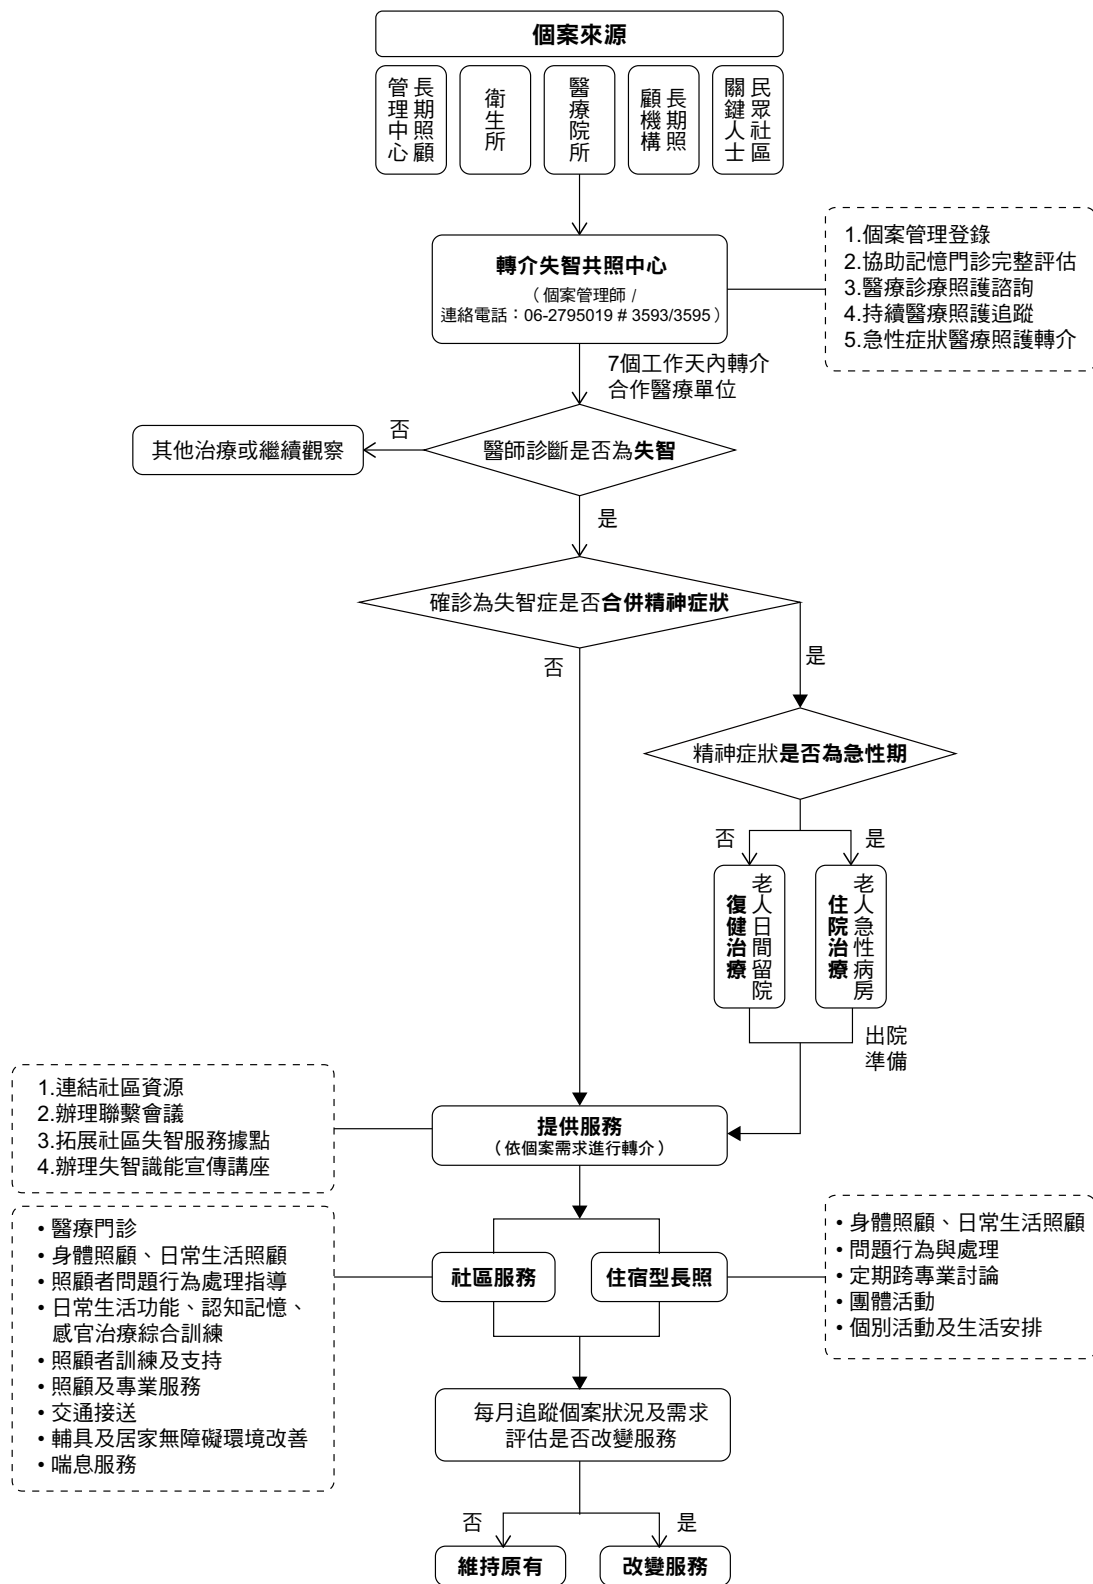 個案來源
長期照顧
管理中心
衛生所
醫療院所
長期照
顧機構
民眾社區
關鍵人士
轉介失智共照中心
（個案管理師 /
連絡電話：06-2795019 # 3593/3595）
1.個案管理登錄
2.協助記憶門診完整評估
3.醫療診療照護諮詢
4.持續醫療照護追蹤
5.急性症狀醫療照護轉介
7個工作天內轉介
合作醫療單位
醫師診斷是否為失智
否
其他治療或繼續觀察
是
確診為失智症是否合併精神症狀
否
是
精神症狀是否為急性期
否
是
老人日間留院
復健治療
老人急性病房
住院治療
出院
準備
1.連結社區資源
2.辦理聯繫會議
3.拓展社區失智服務據點
4.辦理失智識能宣傳講座
提供服務
（依個案需求進行轉介）
• 醫療門診
• 身體照顧、日常生活照顧
• 照顧者問題行為處理指導
• 日常生活功能、認知記憶、
感官治療綜合訓練
• 照顧者訓練及支持
• 照顧及專業服務
• 交通接送
• 輔具及居家無障礙環境改善
• 喘息服務
社區服務
住宿型長照
• 身體照顧、日常生活照顧
• 問題行為與處理
• 定期跨專業討論
• 團體活動
• 個別活動及生活安排
每月追蹤個案狀況及需求
評估是否改變服務
否
是
維持原有
改變服務